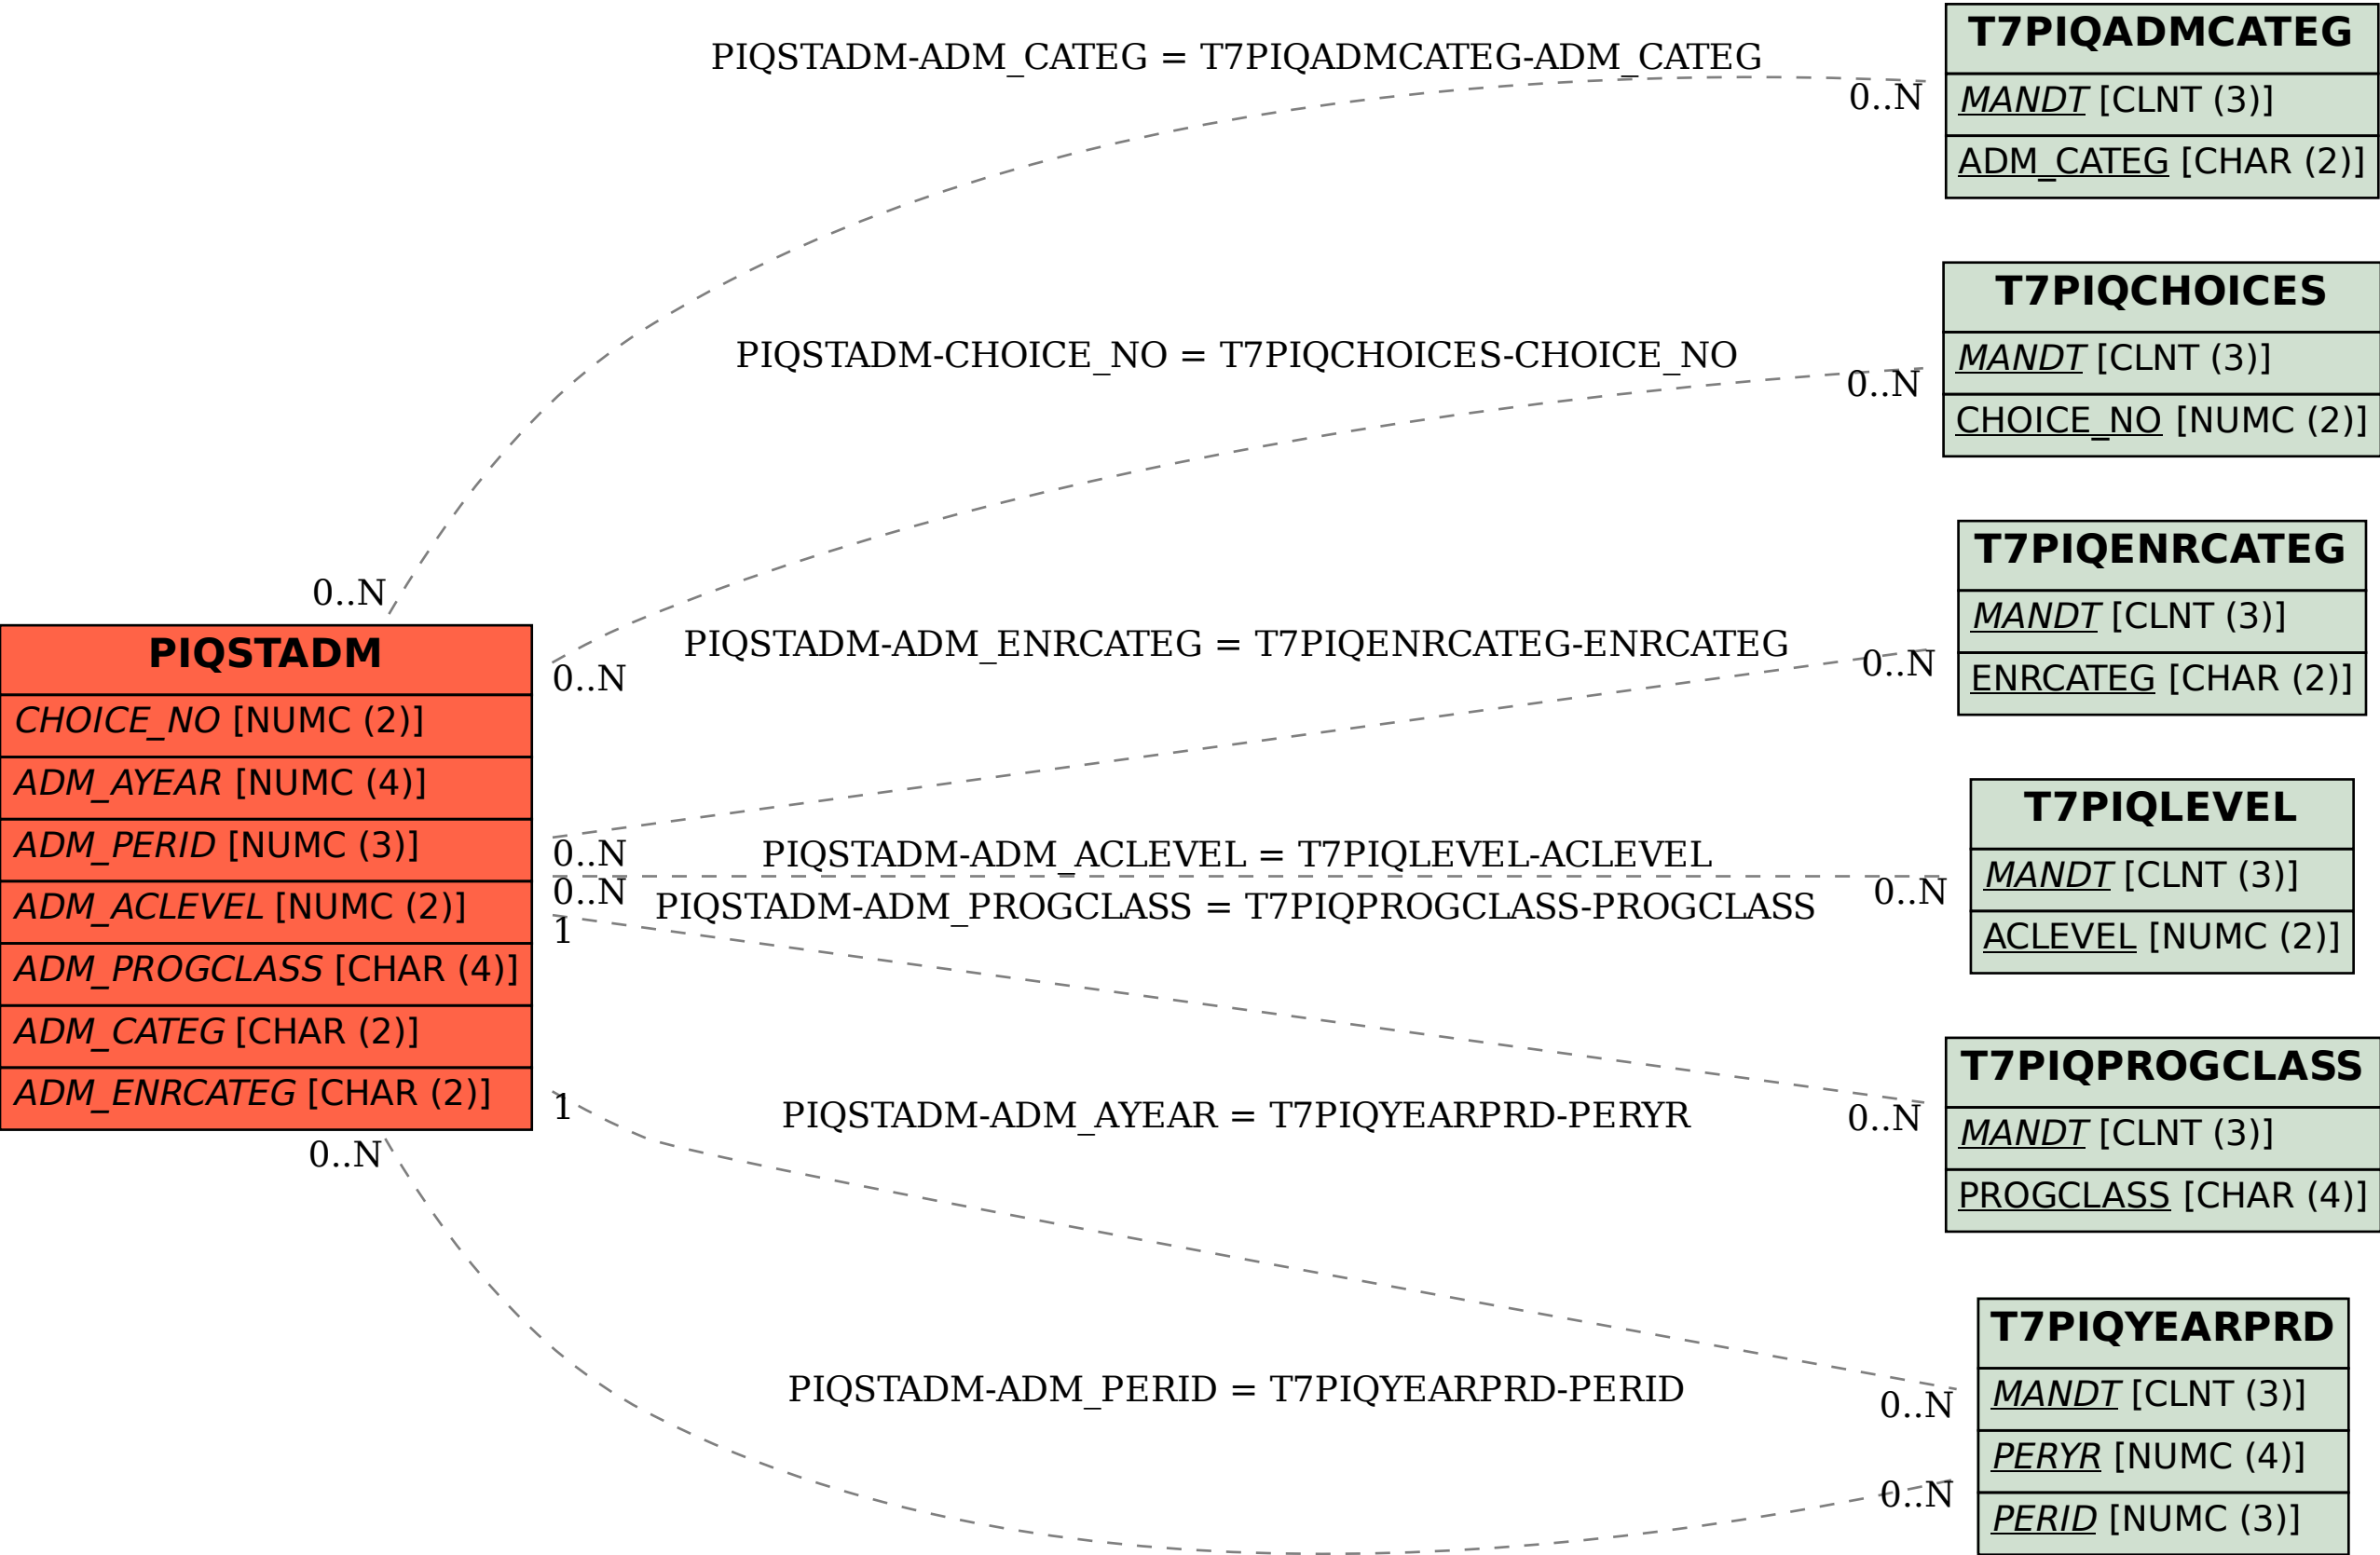 PIQSTADM-ADM_CATEG = T7PIQADMCATEG-ADM_CATEG
0..N
0..N
T7PIQADMCATEG
MANDT [CLNT (3)]
ADM_CATEG [CHAR (2)]
PIQSTADM-CHOICE_NO = T7PIQCHOICES-CHOICE_NO
0..N
0..N
T7PIQCHOICES
MANDT [CLNT (3)]
CHOICE_NO [NUMC (2)]
PIQSTADM-ADM_ENRCATEG = T7PIQENRCATEG-ENRCATEG
0..N
0..N
T7PIQENRCATEG
MANDT [CLNT (3)]
ENRCATEG [CHAR (2)]
PIQSTADM
CHOICE_NO [NUMC (2)]
ADM_AYEAR [NUMC (4)]
ADM_PERID [NUMC (3)]
ADM_ACLEVEL [NUMC (2)]
ADM_PROGCLASS [CHAR (4)]
ADM_CATEG [CHAR (2)]
ADM_ENRCATEG [CHAR (2)]
PIQSTADM-ADM_ACLEVEL = T7PIQLEVEL-ACLEVEL
0..N
0..N
T7PIQLEVEL
MANDT [CLNT (3)]
ACLEVEL [NUMC (2)]
PIQSTADM-ADM_PROGCLASS = T7PIQPROGCLASS-PROGCLASS
1
0..N
T7PIQPROGCLASS
MANDT [CLNT (3)]
PROGCLASS [CHAR (4)]
PIQSTADM-ADM_AYEAR = T7PIQYEARPRD-PERYR
1
0..N
PIQSTADM-ADM_PERID = T7PIQYEARPRD-PERID
0..N
0..N
T7PIQYEARPRD
MANDT [CLNT (3)]
PERYR [NUMC (4)]
PERID [NUMC (3)]